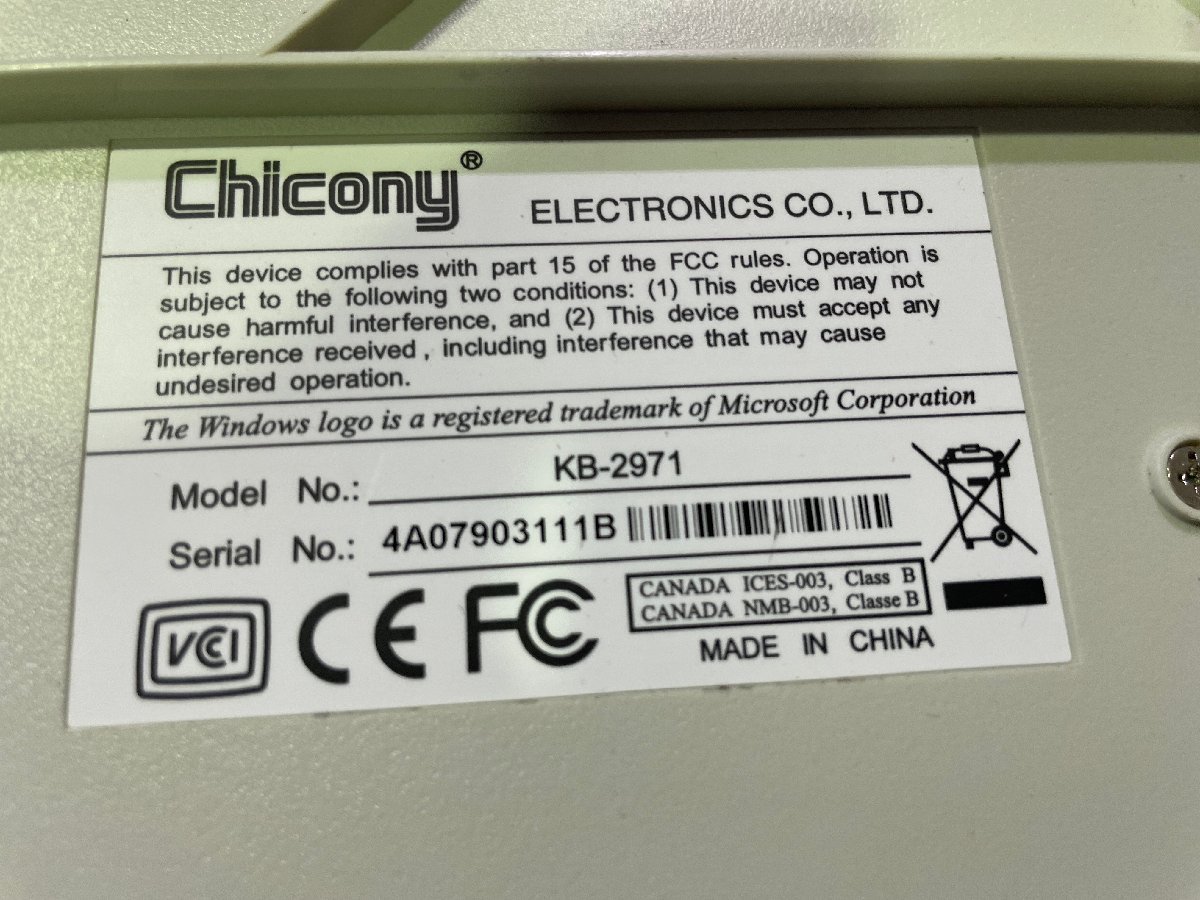 Chicony®
ELECTRONICS CO., LTD.
This device complies with part 15 of the FCC rules. Operation is
subject to the following two conditions: (1) This device may not
cause harmful interference, and (2) This device must accept any
interference received , including interference that may cause
undesired operation.
The Windows logo is a registered trademark of Microsoft Corporation
Model No.: KB-2971
Serial No.: 4A07903111B
VCCI
CE
FCC
CANADA ICES-003, Class B
CANADA NMB-003, Classe B
MADE IN CHINA